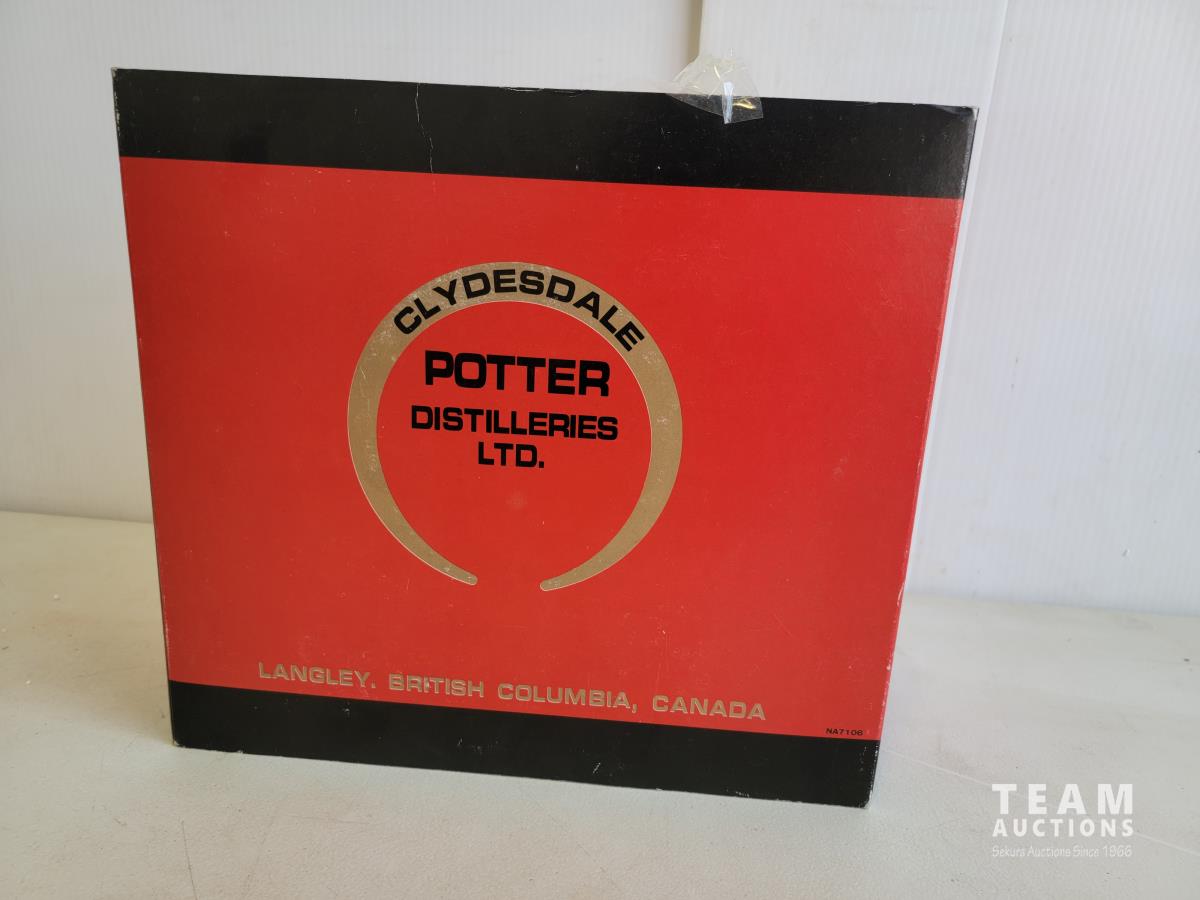 CLYDESDALE
POTTER
DISTILLERIES
LTD.
LANGLEY. BRITISH COLUMBIA, CANADA
NA7106
TEAM
AUCTIONS
Sekura Auctions Since 1966